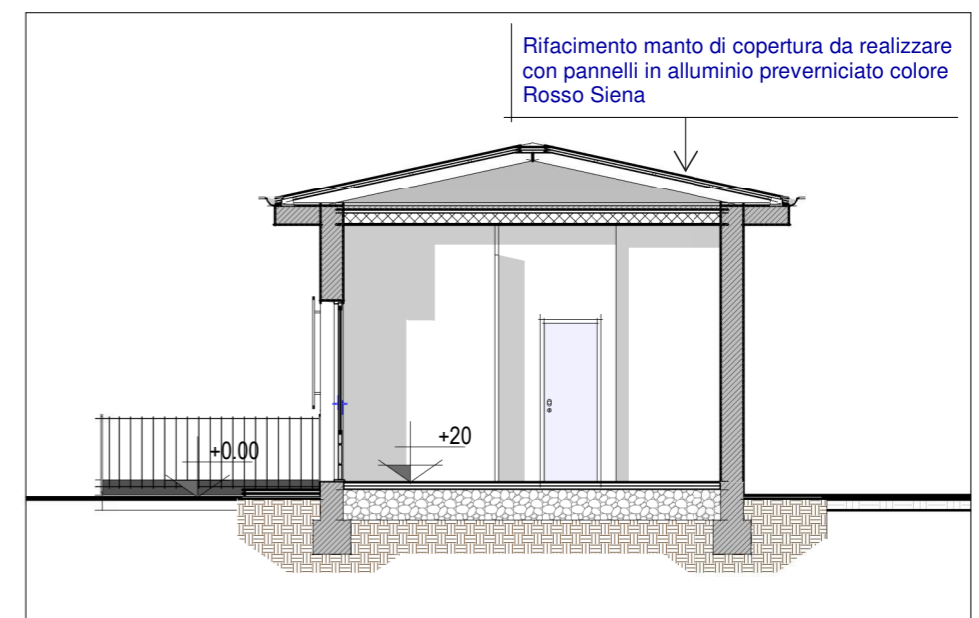 Rifacimento manto di copertura da realizzare
con pannelli in alluminio preverniciato colore
Rosso Siena
+0.00
+20